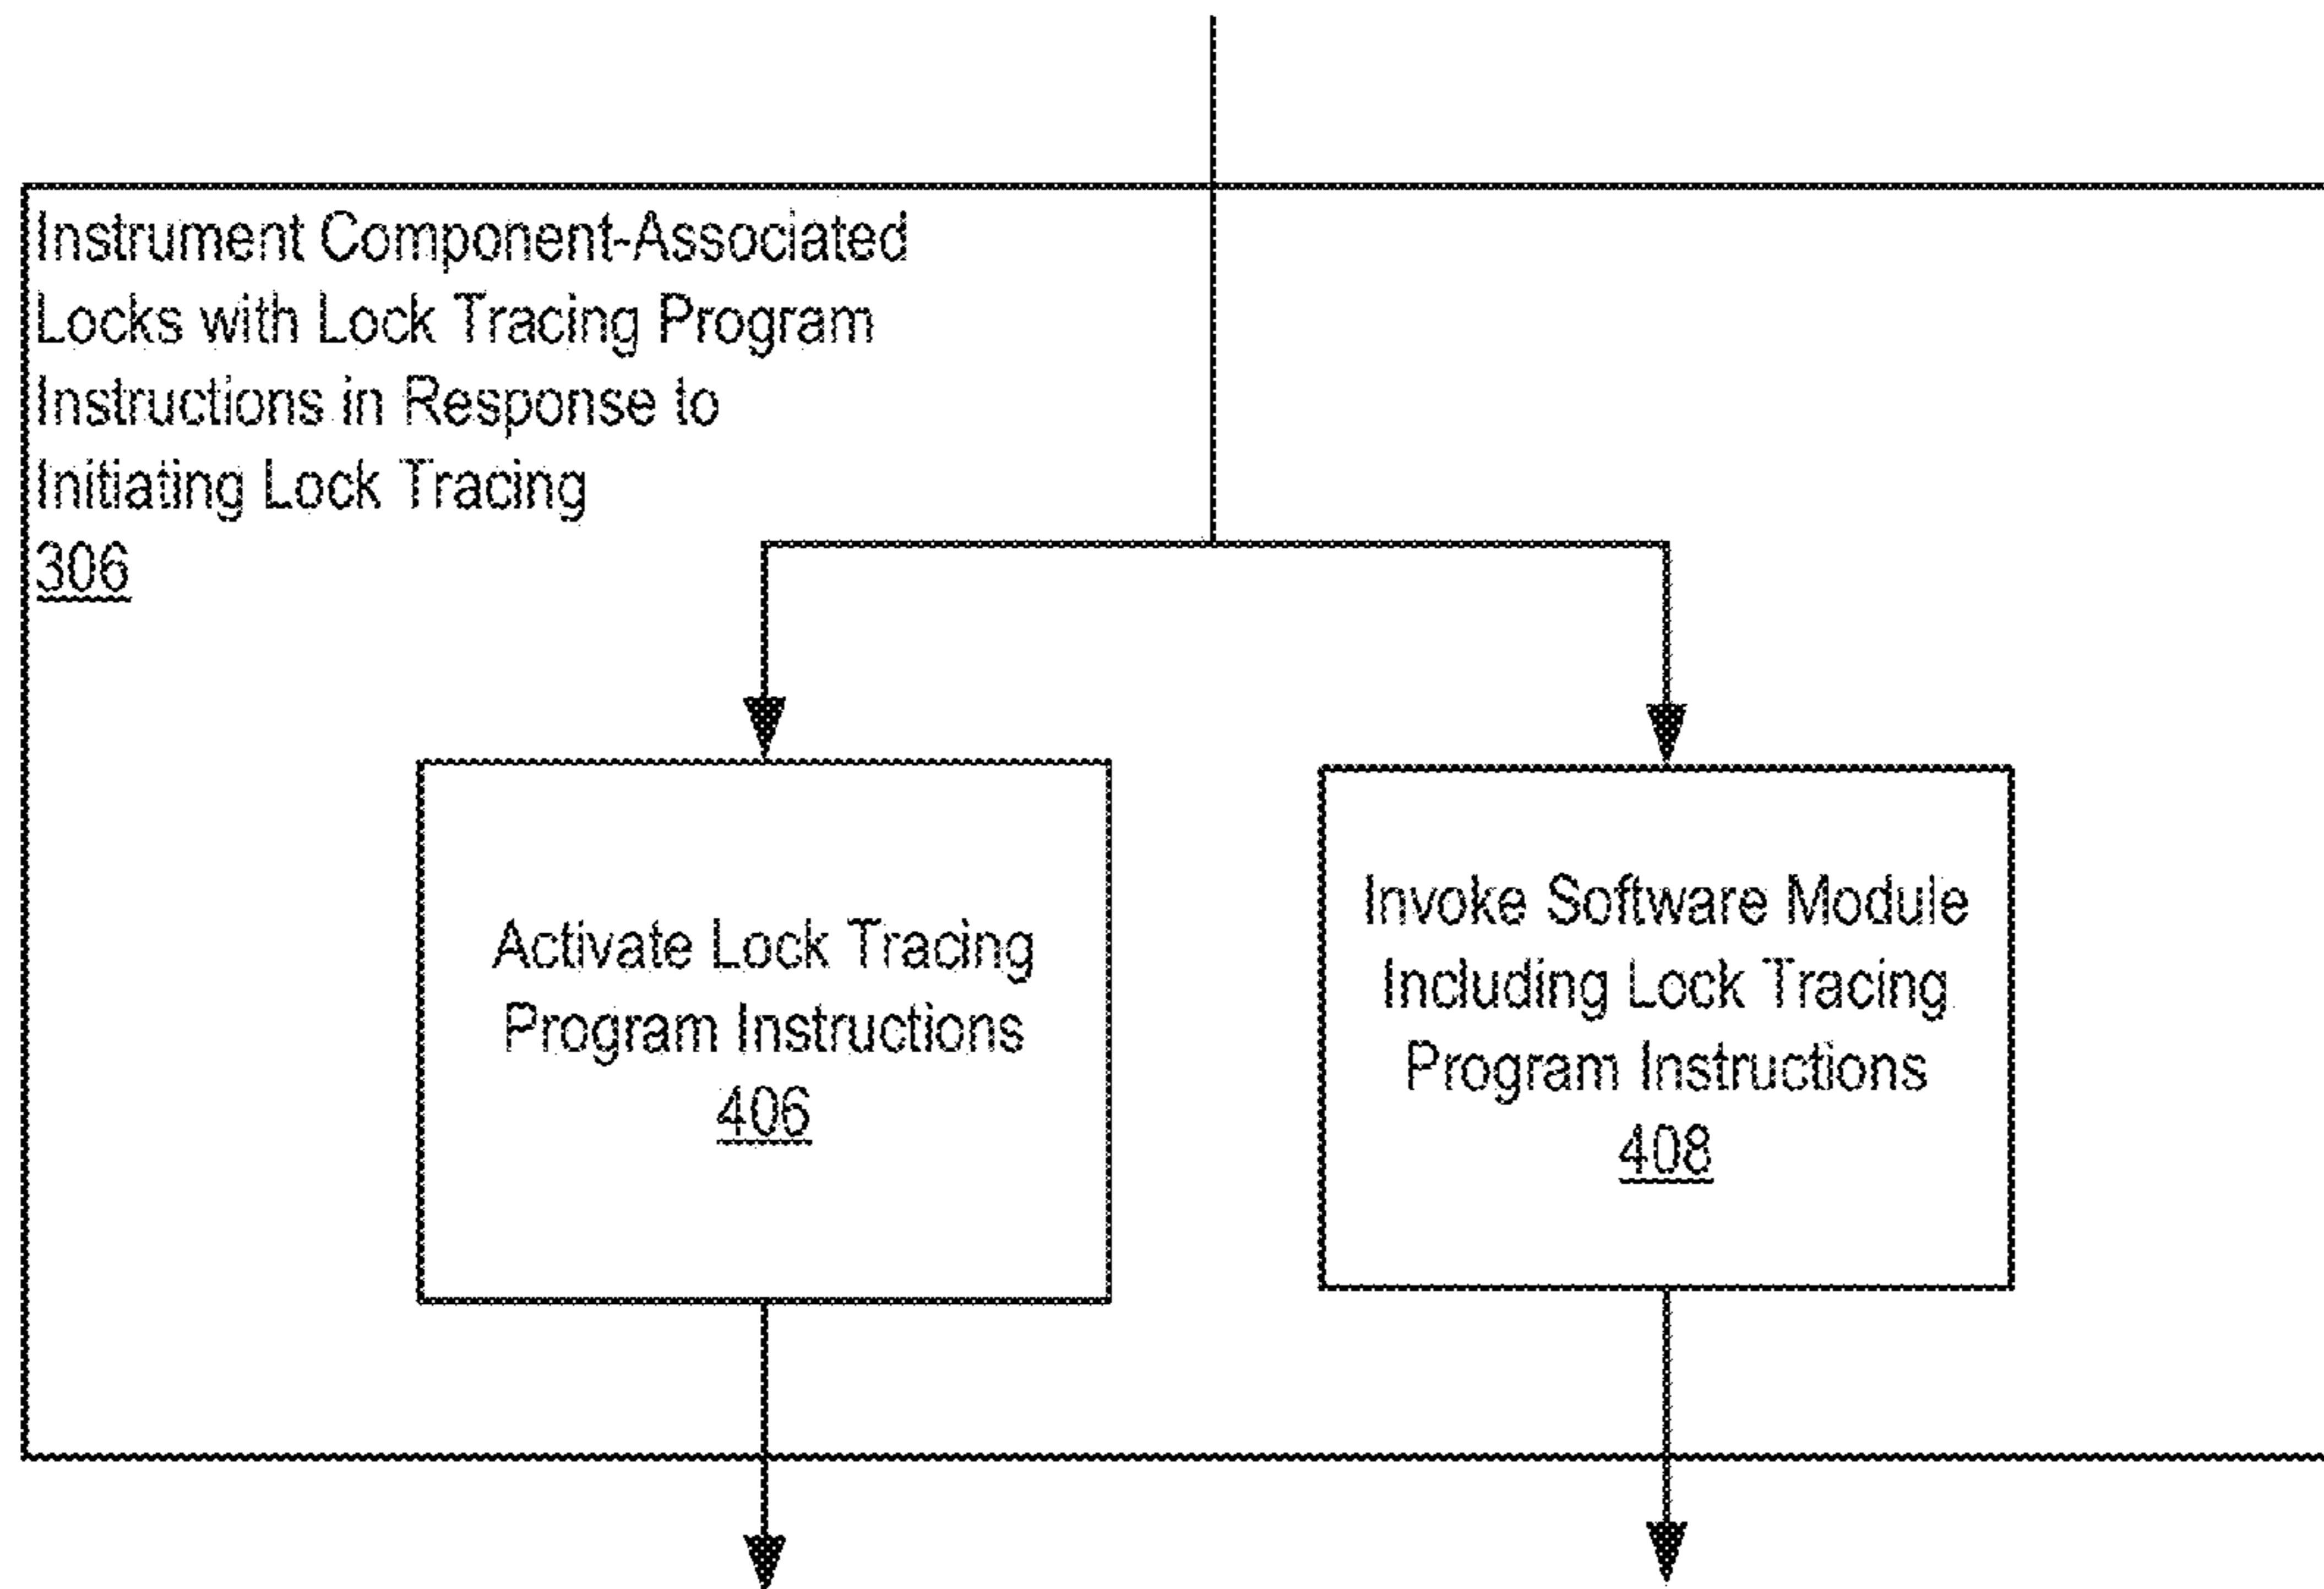 Instrument Component-Associated
Locks with Lock Tracing Program
Instructions in Response to
Initiating Lock Tracing
306
Activate Lock Tracing
Program Instructions
406
Invoke Software Module
Including Lock Tracing
Program Instructions
408